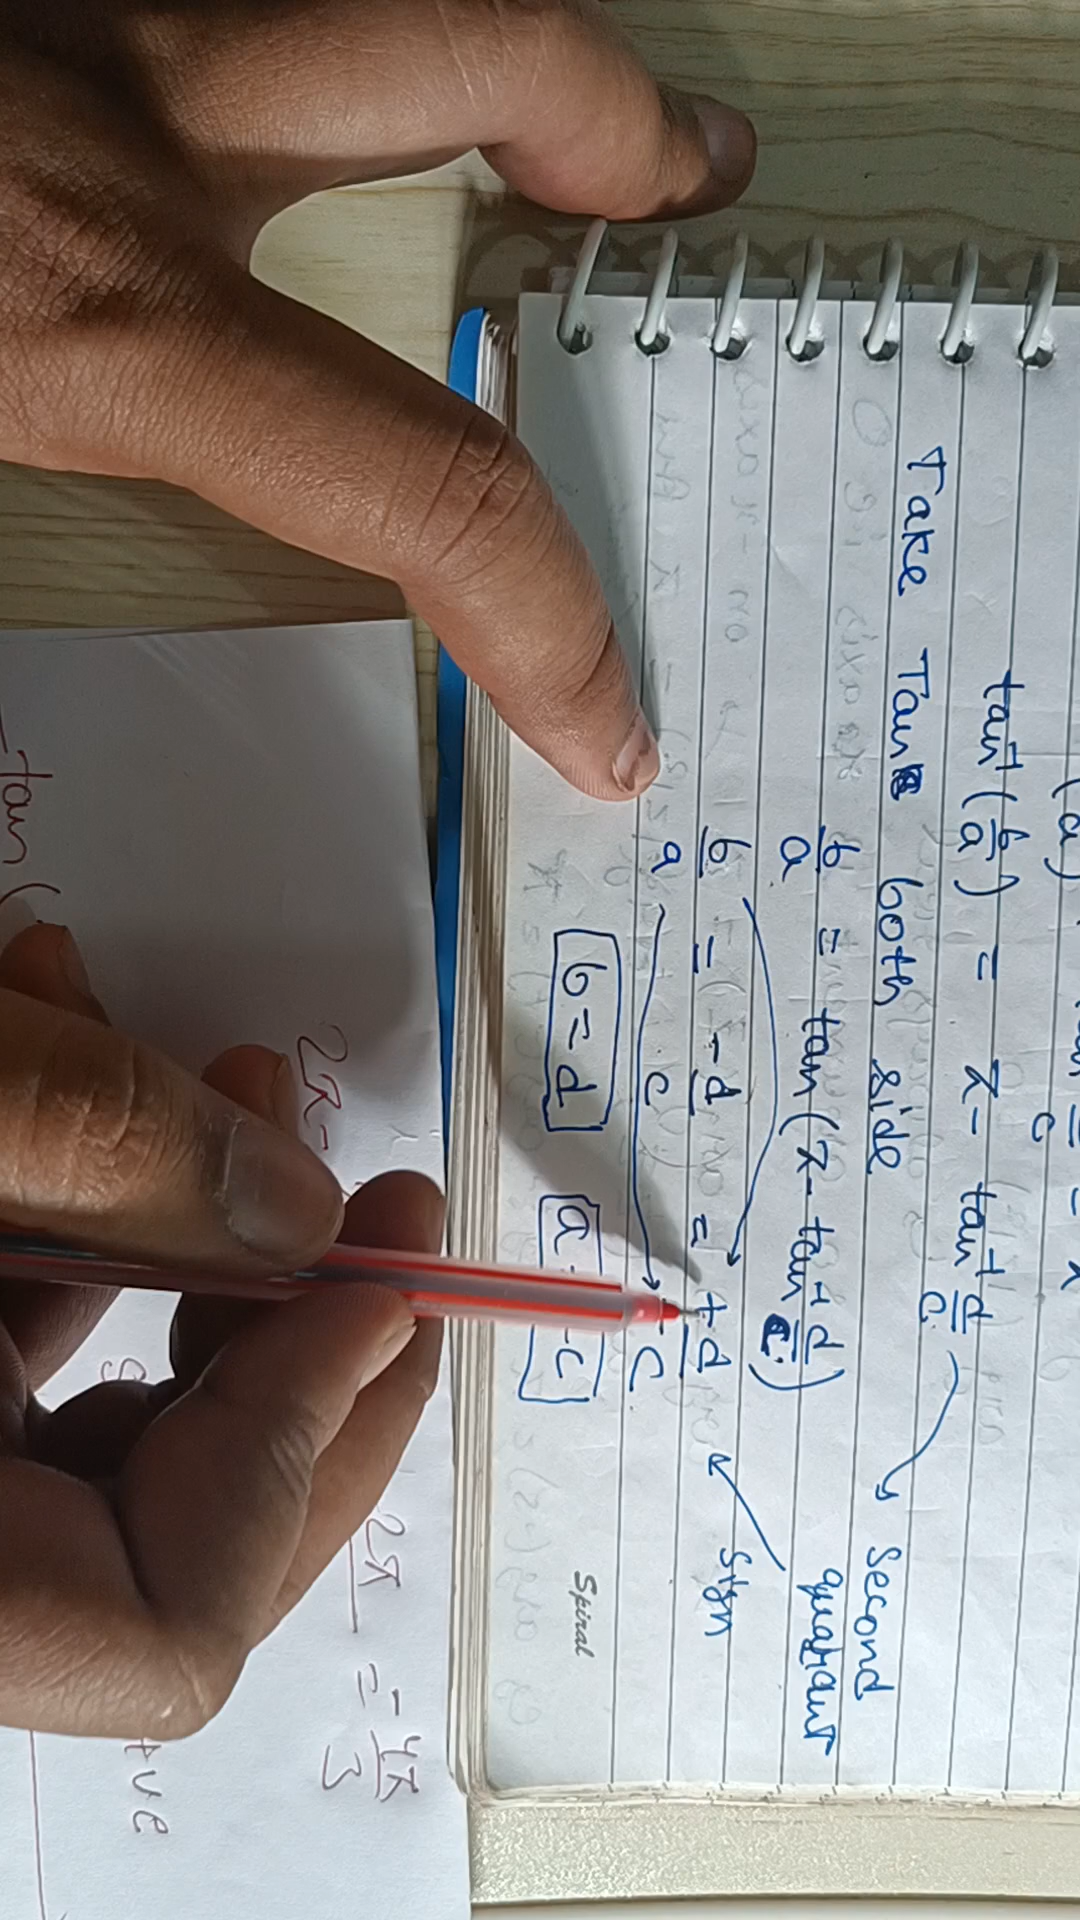 tan⁻¹(b/a) = π - tan⁻¹ d/c
Take Tan both side
b/a = tan(π - tan⁻¹ d/c)
Second
quadrant
b/a = -d/c = +d/-c
sign
b=d a=-c
Spiral
-tan(
2π-
2π = 4π/3
+ve